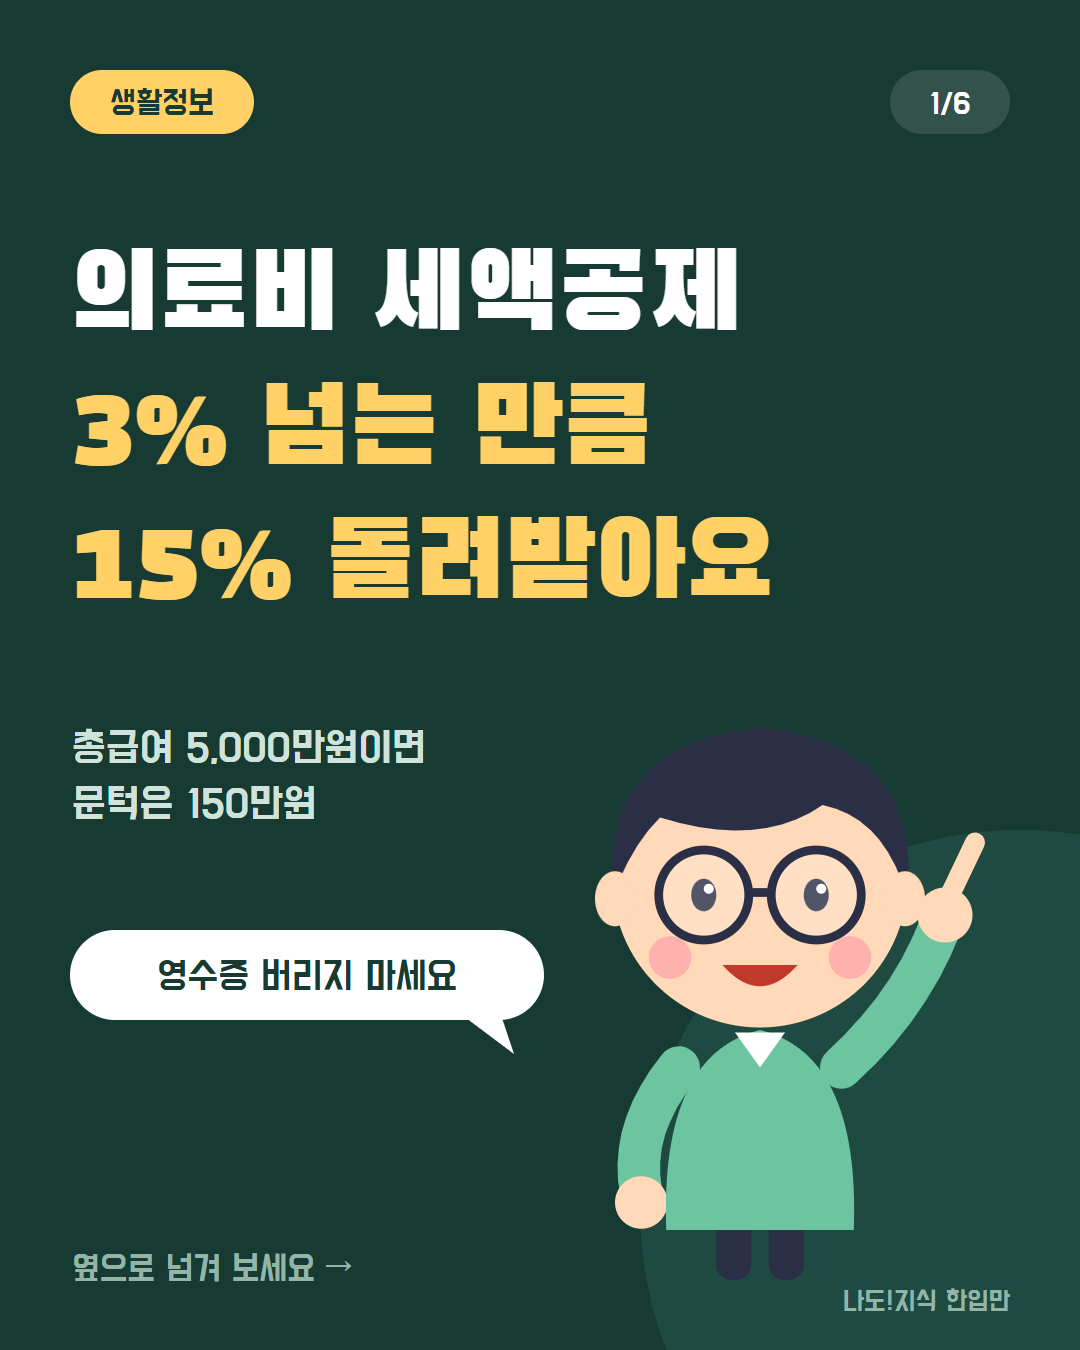 생활정보
1/6
의료비 세액공제
3% 넘는 만큼
15% 돌려받아요
총급여 5,000만원이면
문턱은 150만원
영수증 버리지 마세요
옆으로 넘겨 보세요 →
나도!지식 한입만